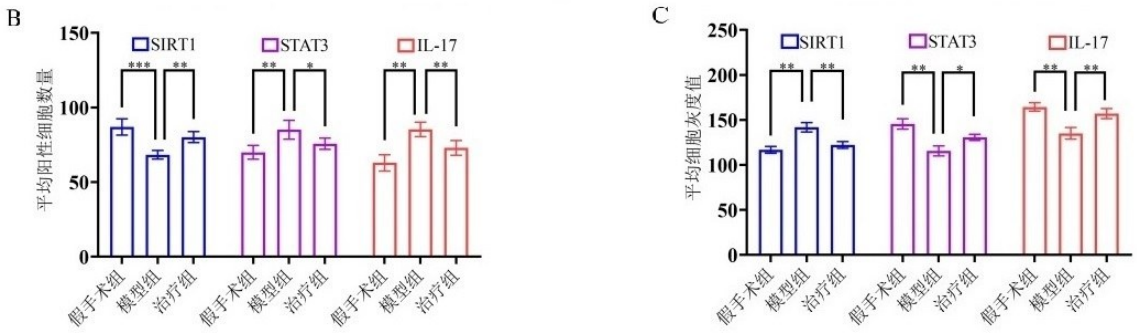 B
平均阳性细胞数量
150
100
50
0
SIRT1
STAT3
IL-17
***
**
**
*
**
**
假手术组
模型组
治疗组
假手术组
模型组
治疗组
假手术组
模型组
治疗组
C
平均细胞灰度值
250
200
150
100
50
0
SIRT1
STAT3
IL-17
**
**
**
*
**
**
假手术组
模型组
治疗组
假手术组
模型组
治疗组
假手术组
模型组
治疗组